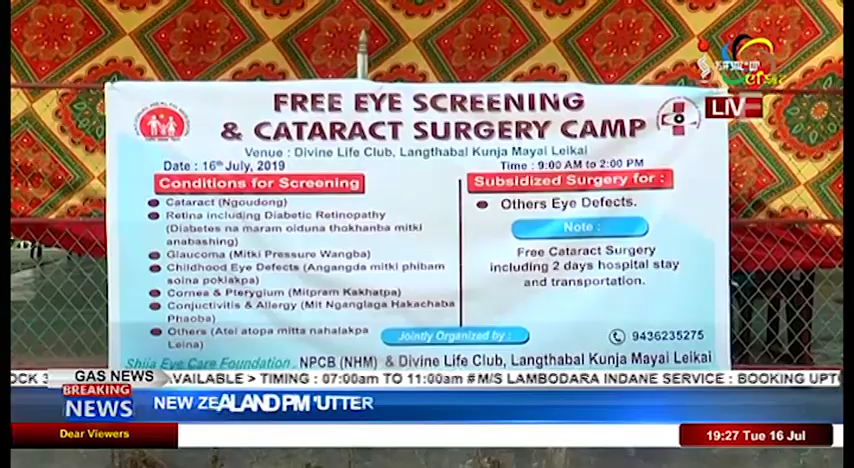 FREE EYE SCREENING
& CATARACT SURGERY CAMP
Venue : Divine Life Club, Langthabal Kunja Mayai Leikai
Date : 16th July, 2019
Time : 9:00 AM to 2:00 PM
Conditions for Screening
Cataract (Ngoudong)
Retina including Diabetic Retinopathy
(Diabetes na maram oiduna thokhanba mitki
anabashing)
Glaucoma (Mitki Pressure Wangba)
Childhood Eye Defects (Angangda mitki phibam
soina poklakpa)
Cornea & Pterygium (Mitpram Kakhatpa)
Conjuctivitis & Allergy (Mit Nganglaga Hakachaba
Phaoba)
Others (Atei atopa mitta nahalakpa
Leina)
Subsidized Surgery for :
Others Eye Defects.
Note :
Free Cataract Surgery
including 2 days hospital stay
and transportation.
Jointly Organized by :
9436235275
Shija Eye Care Foundation , NPCB (NHM) & Divine Life Club, Langthabal Kunja Mayai Leikai
LIVE
GAS NEWS
AVAILABLE > TIMING : 07:00am TO 11:00am # M/S LAMBODARA INDANE SERVICE : BOOKING UPT
BREAKING
NEWS
NEW ZEALAND PM 'UTTER
Dear Viewers
19:27 Tue 16 Jul